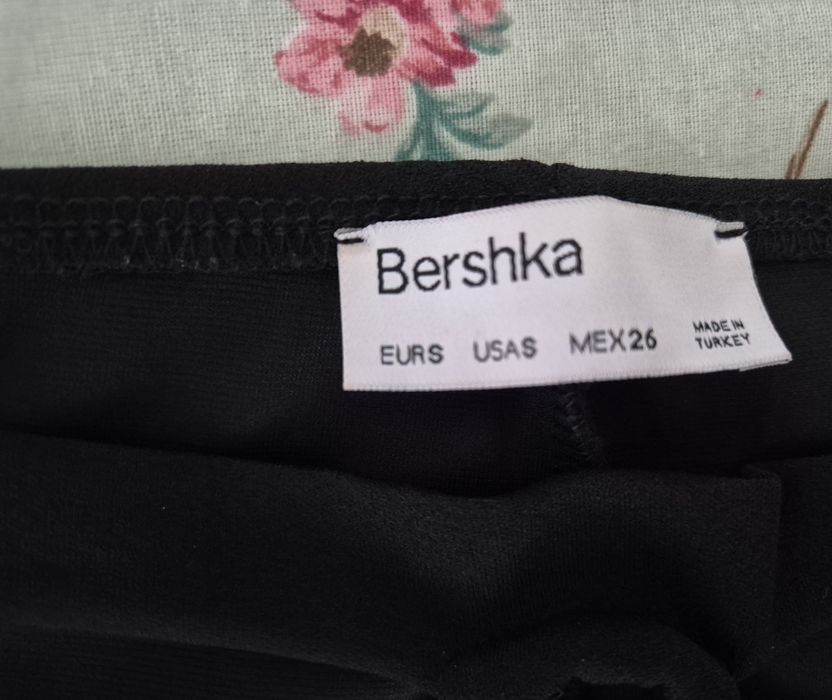 Bershka
EUR S USA S MEX 26
MADE IN
TURKEY